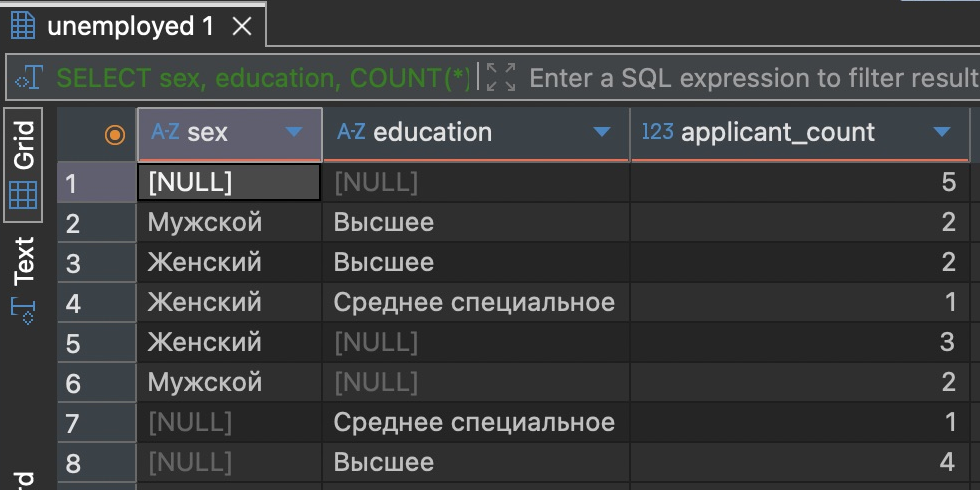 unemployed 1
SELECT sex, education, COUNT(*) Enter a SQL expression to filter result
Grid
Text
A-Z sex A-Z education 123 applicant_count
1 [NULL] [NULL] 5
2 Мужской Высшее 2
3 Женский Высшее 2
4 Женский Среднее специальное 1
5 Женский [NULL] 3
6 Мужской [NULL] 2
7 [NULL] Среднее специальное 1
8 [NULL] Высшее 4